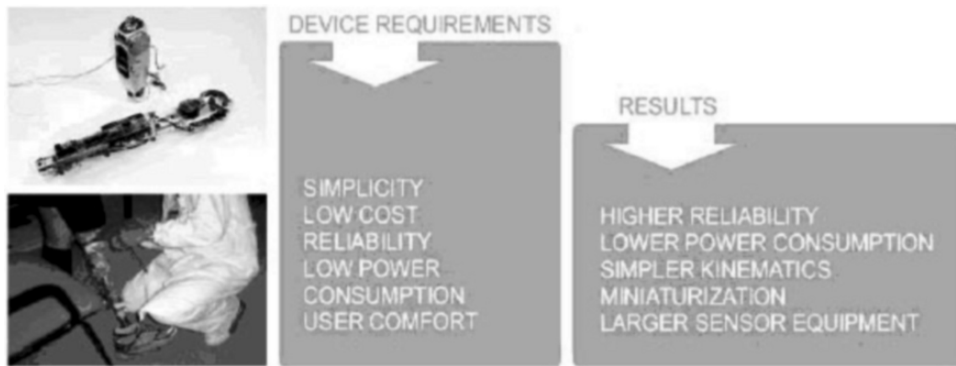 DEVICE REQUIREMENTS
SIMPLICITY
LOW COST
RELIABILITY
LOW POWER
CONSUMPTION
USER COMFORT
RESULTS
HIGHER RELIABILITY
LOWER POWER CONSUMPTION
SIMPLER KINEMATICS
MINIATURIZATION
LARGER SENSOR EQUIPMENT